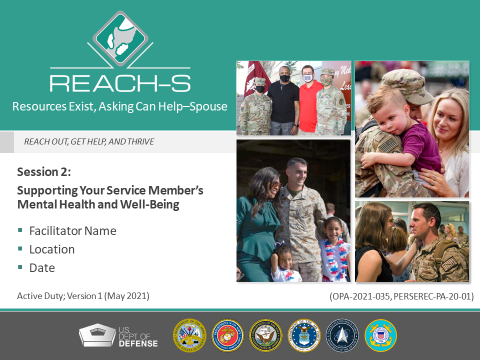 REACH–S
Resources Exist, Asking Can Help–Spouse
REACH OUT, GET HELP, AND THRIVE
Session 2:
Supporting Your Service Member's
Mental Health and Well-Being
Facilitator Name
Location
Date
Active Duty; Version 1 (May 2021)
(OPA-2021-035, PERSEREC-PA-20-01)
U.S.
DEPT OF
DEFENSE